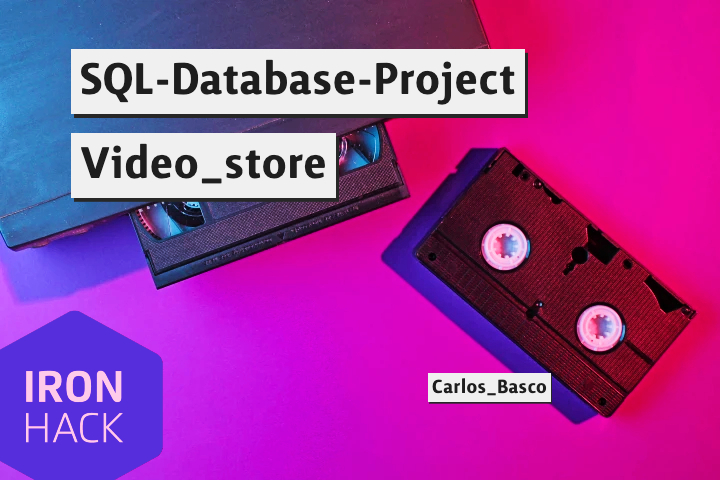 SQL-Database-Project
Video_store
Carlos_Basco
IRON
HACK